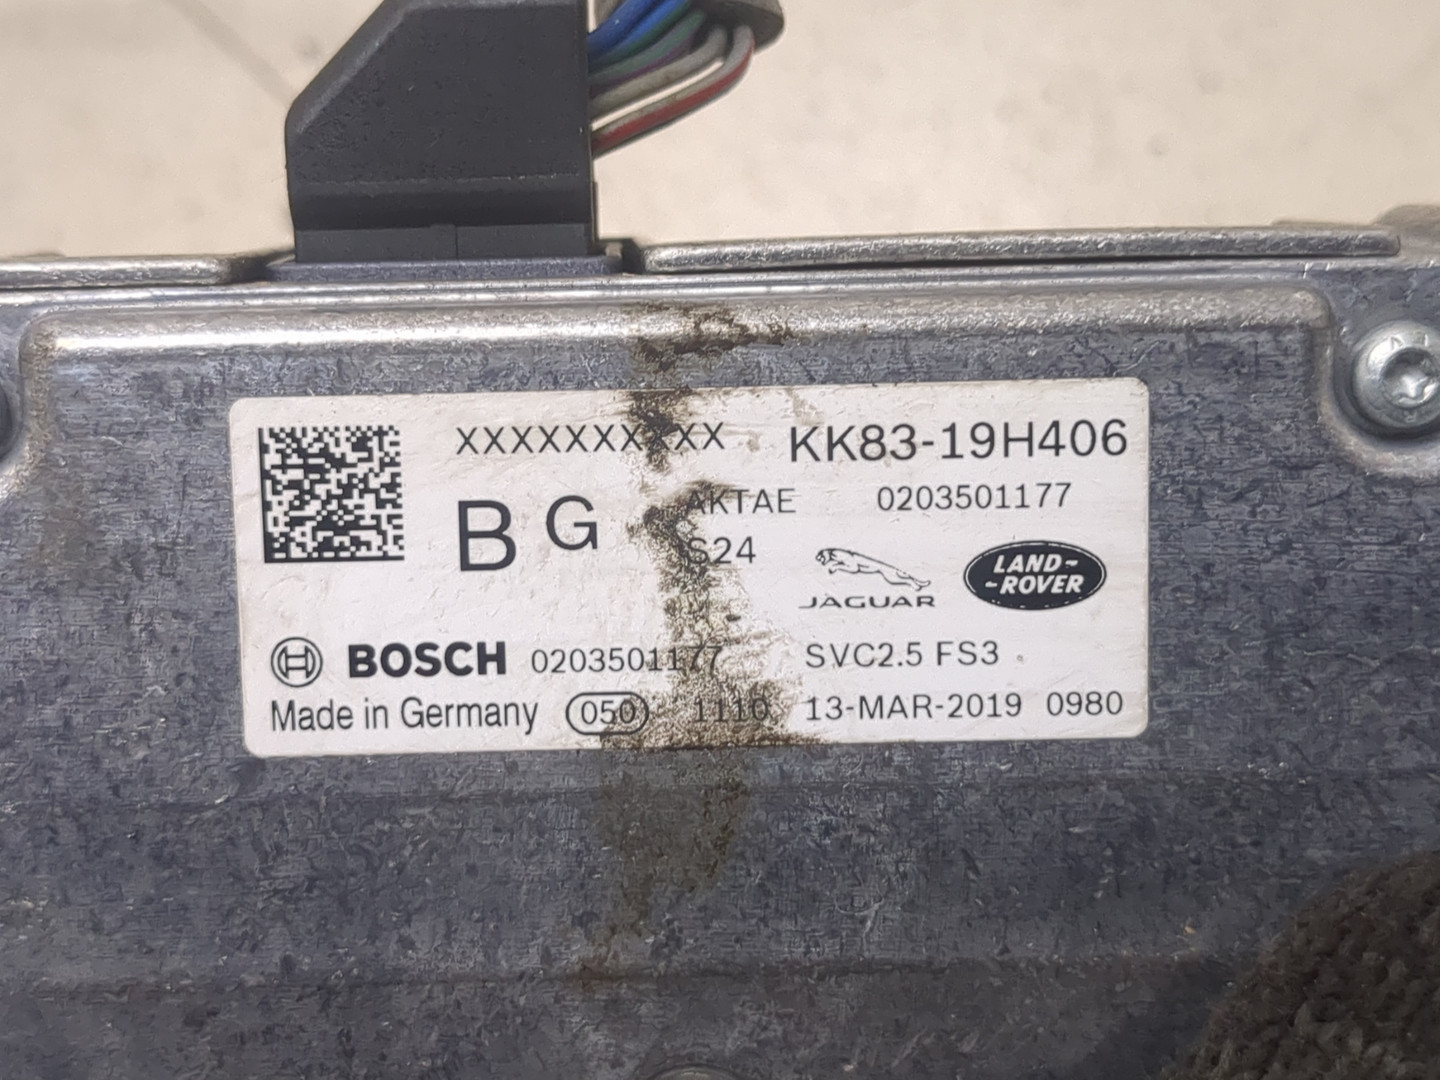 XXXXXXXXXXX KK83-19H406
B G AKTAE 0203501177
S24 JAGUAR LAND-
-ROVER
BOSCH 0203501177 SVC2.5 FS3
Made in Germany 050 1110 13-MAR-2019 0980